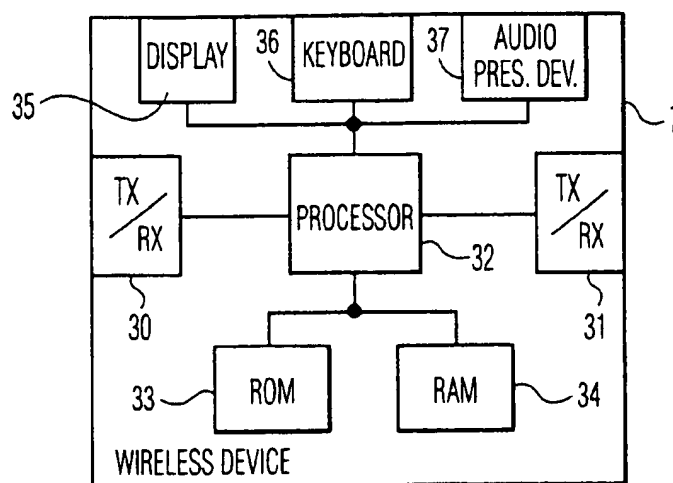 DISPLAY
35
36
KEYBOARD
37
AUDIO
PRES. DEV.
TX/RX
30
PROCESSOR
32
TX/RX
31
33
ROM
RAM
34
WIRELESS DEVICE